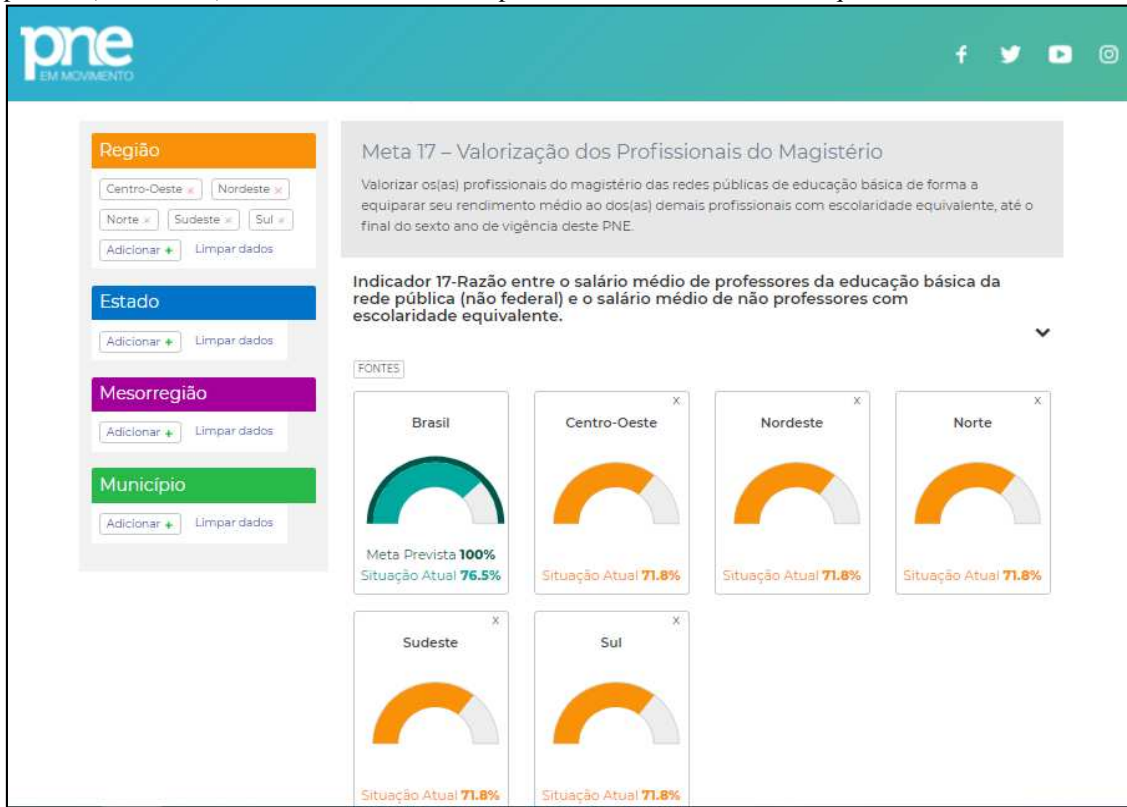 pne
EM MOVIMENTO
Região
Centro-Oeste x Nordeste x
Norte x Sudeste x Sul x
Adicionar + Limpar dados
Estado
Adicionar + Limpar dados
Mesorregião
Adicionar + Limpar dados
Município
Adicionar + Limpar dados
Meta 17 – Valorização dos Profissionais do Magistério
Valorizar os(as) profissionais do magistério das redes públicas de educação básica de forma a
equiparar seu rendimento médio ao dos(as) demais profissionais com escolaridade equivalente, até o
final do sexto ano de vigência deste PNE.
Indicador 17-Razão entre o salário médio de professores da educação básica da
rede pública (não federal) e o salário médio de não professores com
escolaridade equivalente.
FONTES
Brasil
Meta Prevista 100%
Situação Atual 76.5%
X
Centro-Oeste
Situação Atual 71.8%
X
Nordeste
Situação Atual 71.8%
X
Norte
Situação Atual 71.8%
X
Sudeste
Situação Atual 71.8%
X
Sul
Situação Atual 71.8%